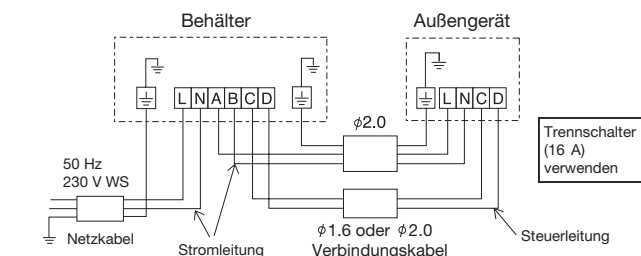 Behälter
Außengerät
L N A B C D
L N C D
φ2.0
Trennschalter
(16 A)
verwenden
50 Hz
230 V WS
Netzkabel
Stromleitung
φ1.6 oder φ2.0
Verbindungskabel
Steuerleitung